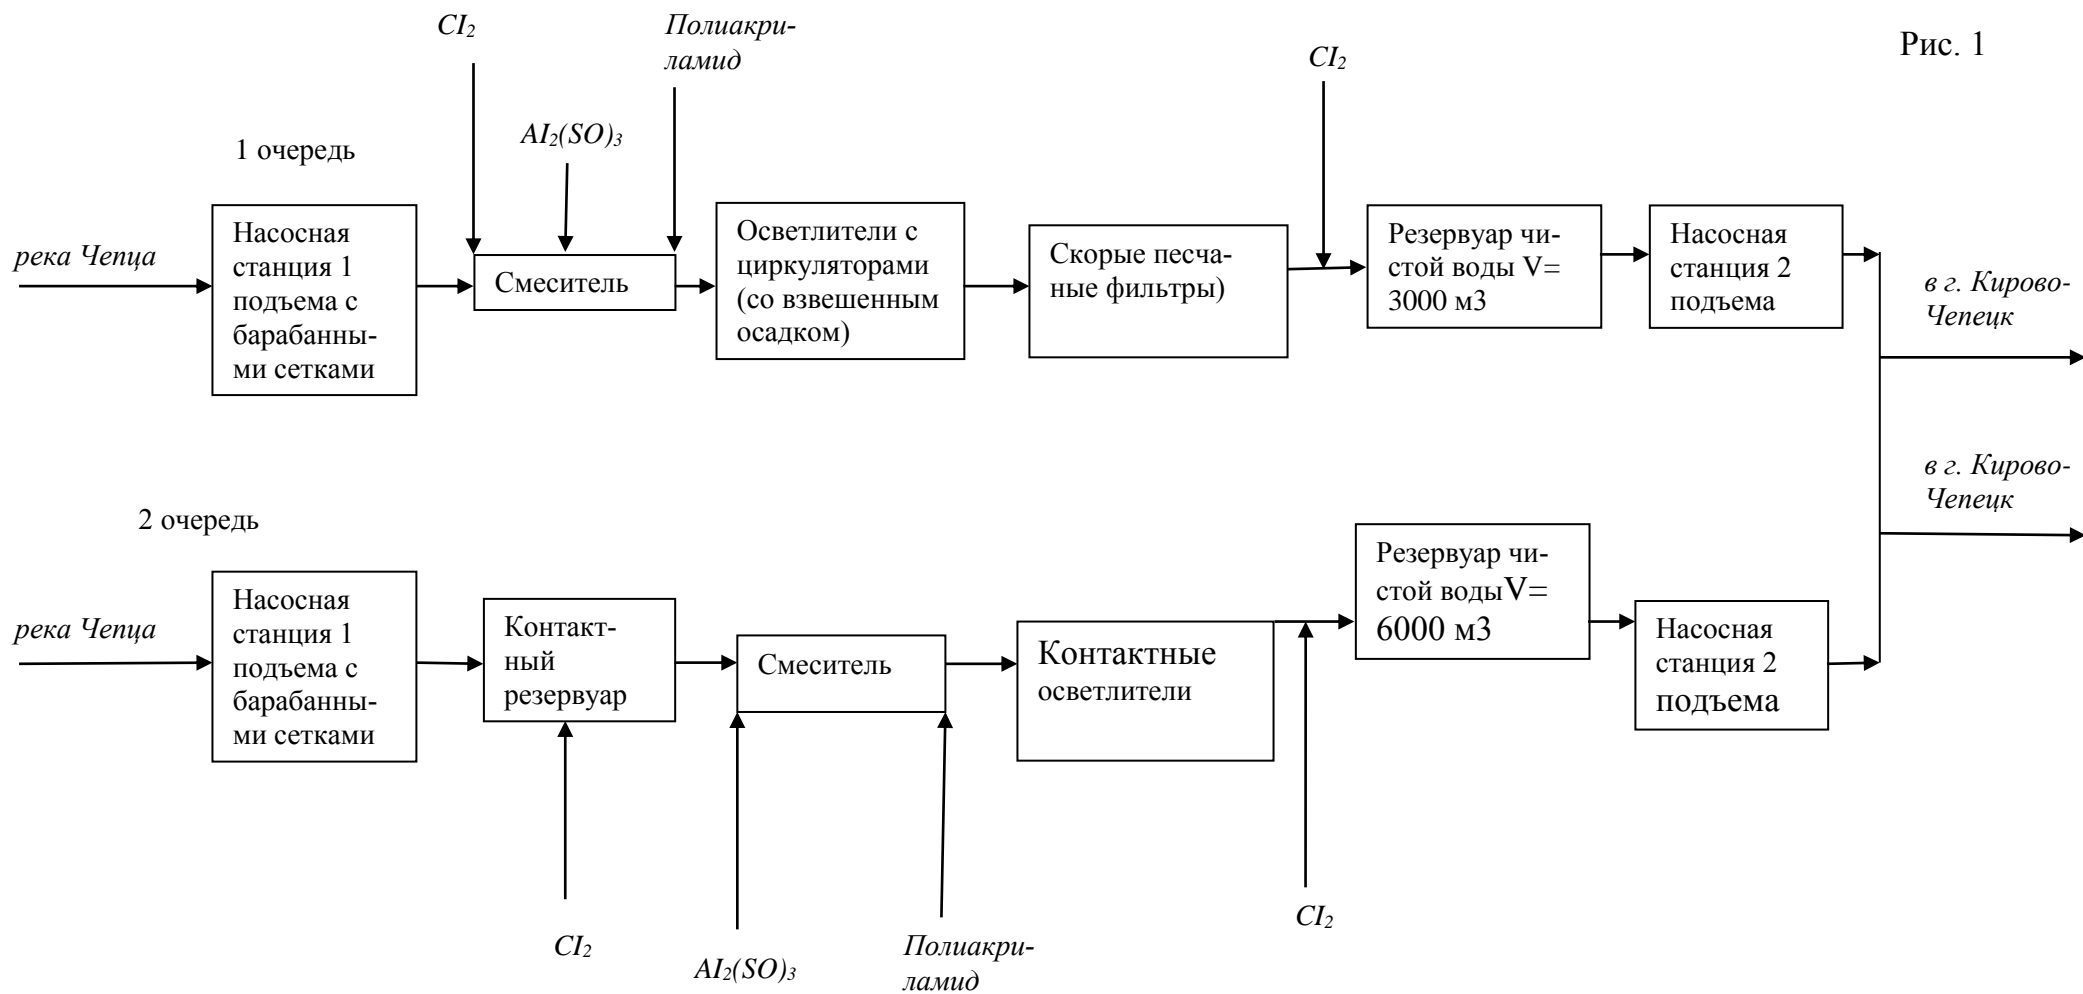 Рис. 1
CI₂
Полиакри-
ламид
CI₂
AI₂(SO)₃
1 очередь
река Чепца
Насосная
станция 1
подъема с
барабанны-
ми сетками
Смеситель
Осветлители с
циркуляторами
(со взвешенным
осадком)
Скорые песча-
ные фильтры)
Резервуар чи-
стой воды V=
3000 м3
Насосная
станция 2
подъема
в г. Кирово-
Чепецк
в г. Кирово-
Чепецк
2 очередь
река Чепца
Насосная
станция 1
подъема с
барабанны-
ми сетками
Контакт-
ный
резервуар
Смеситель
Контактные
осветлители
Резервуар чи-
стой водыV=
6000 м3
Насосная
станция 2
подъема
CI₂
AI₂(SO)₃
Полиакри-
ламид
CI₂